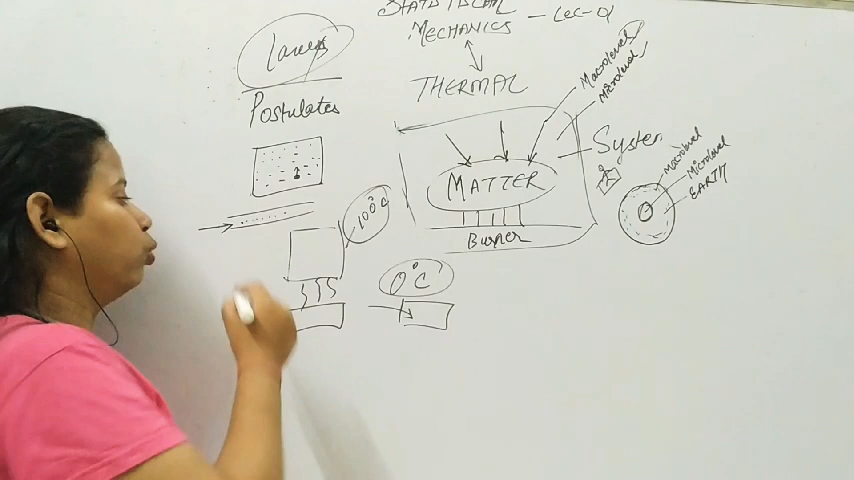 STATISTICAL
MECHANICS - Lec-01
THERMAL
Laws
Postulates
Macrolevel
Microlevel
System
MATTER
Burner
Macrolevel
Microlevel
EARTH
100°C
0°C